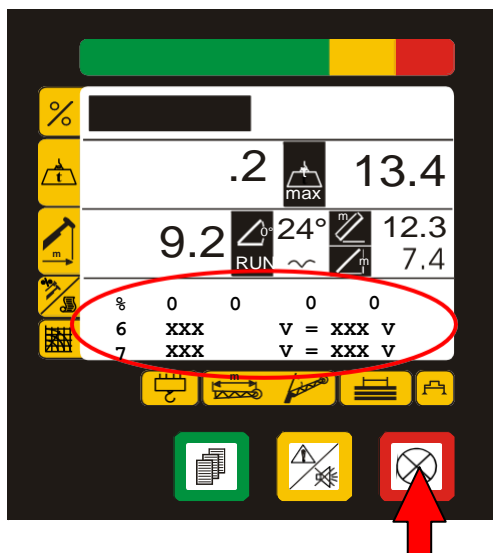 %
.2 t max 13.4
m 9.2 0° RUN 24° m 12.3
m 7.4
% 0 0 0 0
6 XXX V = XXX V
7 XXX V = XXX V
m